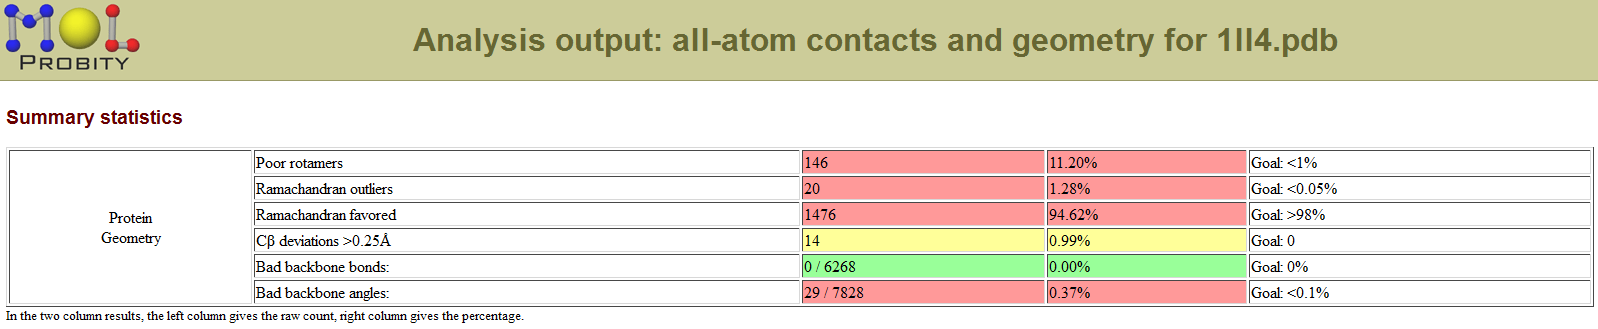 MOL
PROBITY
Analysis output: all-atom contacts and geometry for 1ll4.pdb
Summary statistics
Protein
Geometry
Poor rotamers 146 11.20% Goal: <1%
Ramachandran outliers 20 1.28% Goal: <0.05%
Ramachandran favored 1476 94.62% Goal: >98%
Cβ deviations >0.25Å 14 0.99% Goal: 0
Bad backbone bonds: 0 / 6268 0.00% Goal: 0%
Bad backbone angles: 29 / 7828 0.37% Goal: <0.1%
In the two column results, the left column gives the raw count, right column gives the percentage.